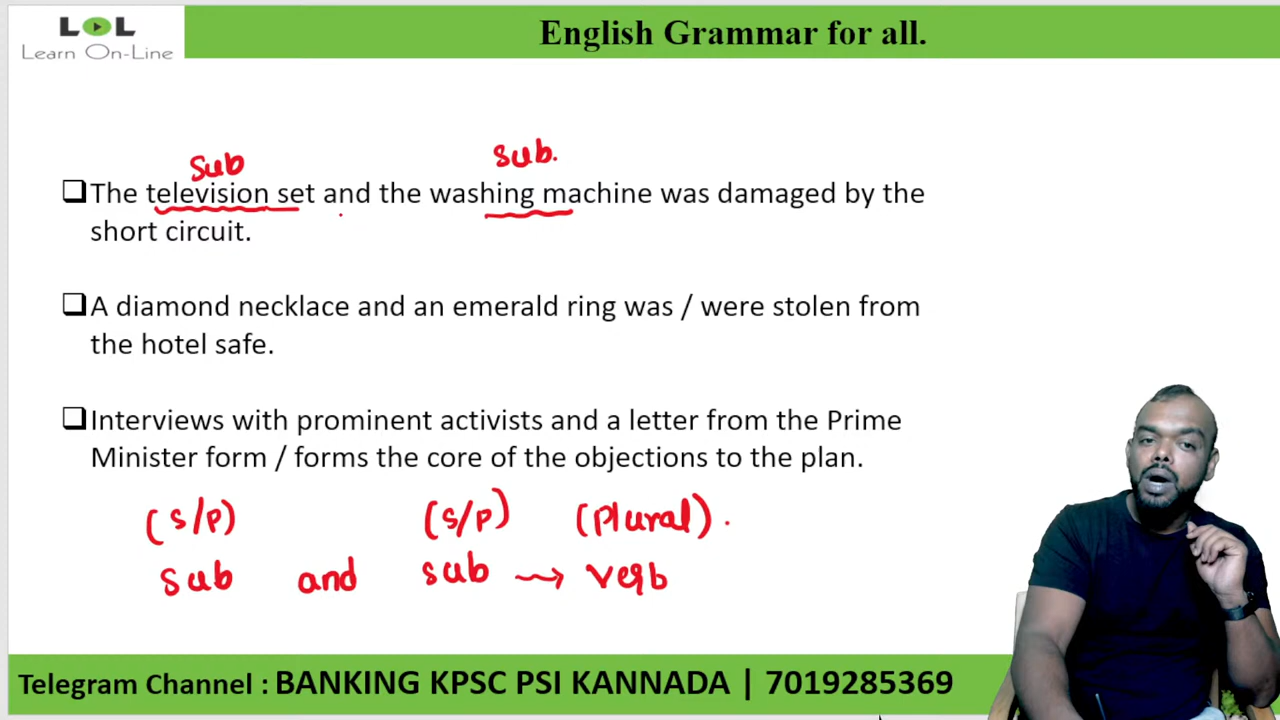 LOL
Learn On-Line
English Grammar for all.
Sub
Sub.
The television set and the washing machine was damaged by the
short circuit.
A diamond necklace and an emerald ring was / were stolen from
the hotel safe.
Interviews with prominent activists and a letter from the Prime
Minister form / forms the core of the objections to the plan.
(S/P) (S/P) (Plural).
Sub and Sub → verb
Telegram Channel : BANKING KPSC PSI KANNADA | 7019285369